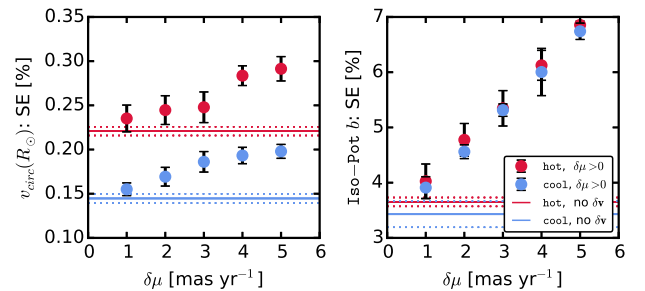 0.35
0.30
0.25
0.20
0.15
0.10
v_circ(R_⊙): SE [%]
0 1 2 3 4 5 6
δμ [mas yr⁻¹]
7
6
5
4
3
Iso-Pot b: SE [%]
hot, δμ>0
cool, δμ>0
hot, no δv
cool, no δv
0 1 2 3 4 5 6
δμ [mas yr⁻¹]